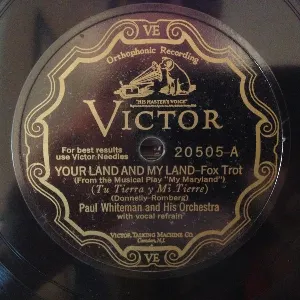 VE
Orthophonic Recording
"HIS MASTER'S VOICE"
VICTOR
For best results
use Victor Needles
20505-A
YOUR LAND AND MY LAND-Fox Trot
(From the Musical Play "My Maryland")
(Tu Tierra y Mi Tierre)
(Donnelly-Romberg)
Paul Whiteman and His Orchestra
with vocal refrain
VICTOR TALKING MACHINE CO.
Camden, N.J.
VE